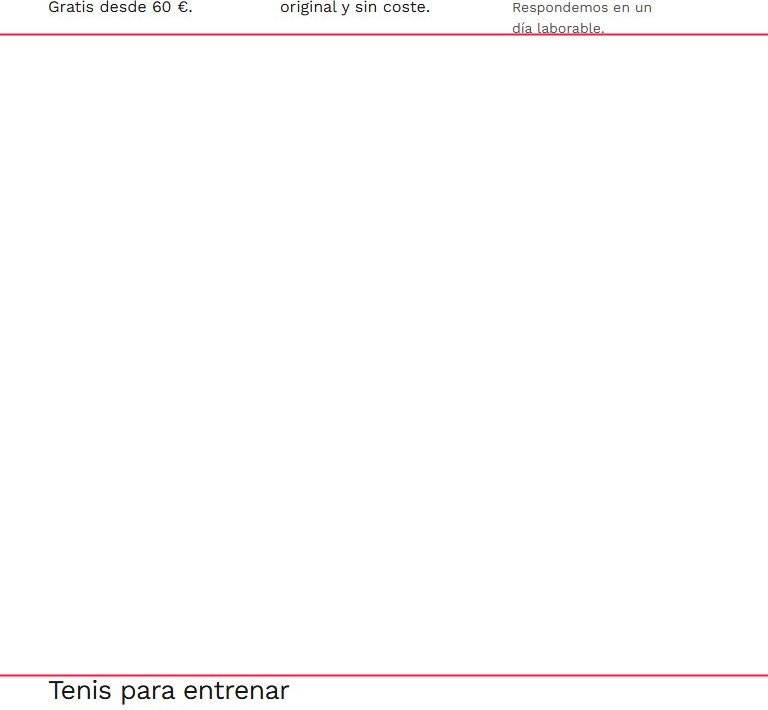 Gratis desde 60 €.
original y sin coste.
Respondemos en un
día laborable.
Tenis para entrenar